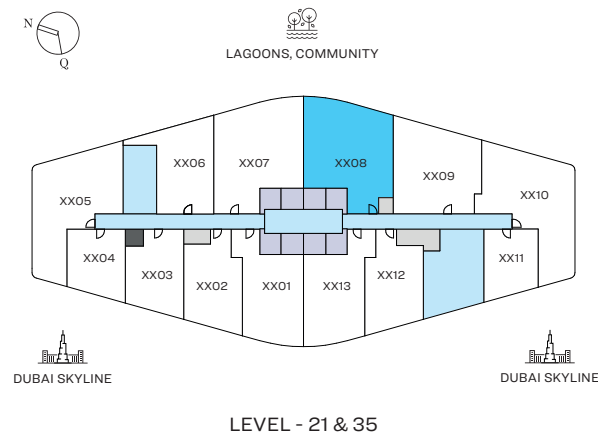 N
Q
LAGOONS, COMMUNITY
XX06
XX07
XX08
XX09
XX05
XX10
XX04
XX03
XX02
XX01
XX13
XX12
XX11
DUBAI SKYLINE
DUBAI SKYLINE
LEVEL - 21 & 35